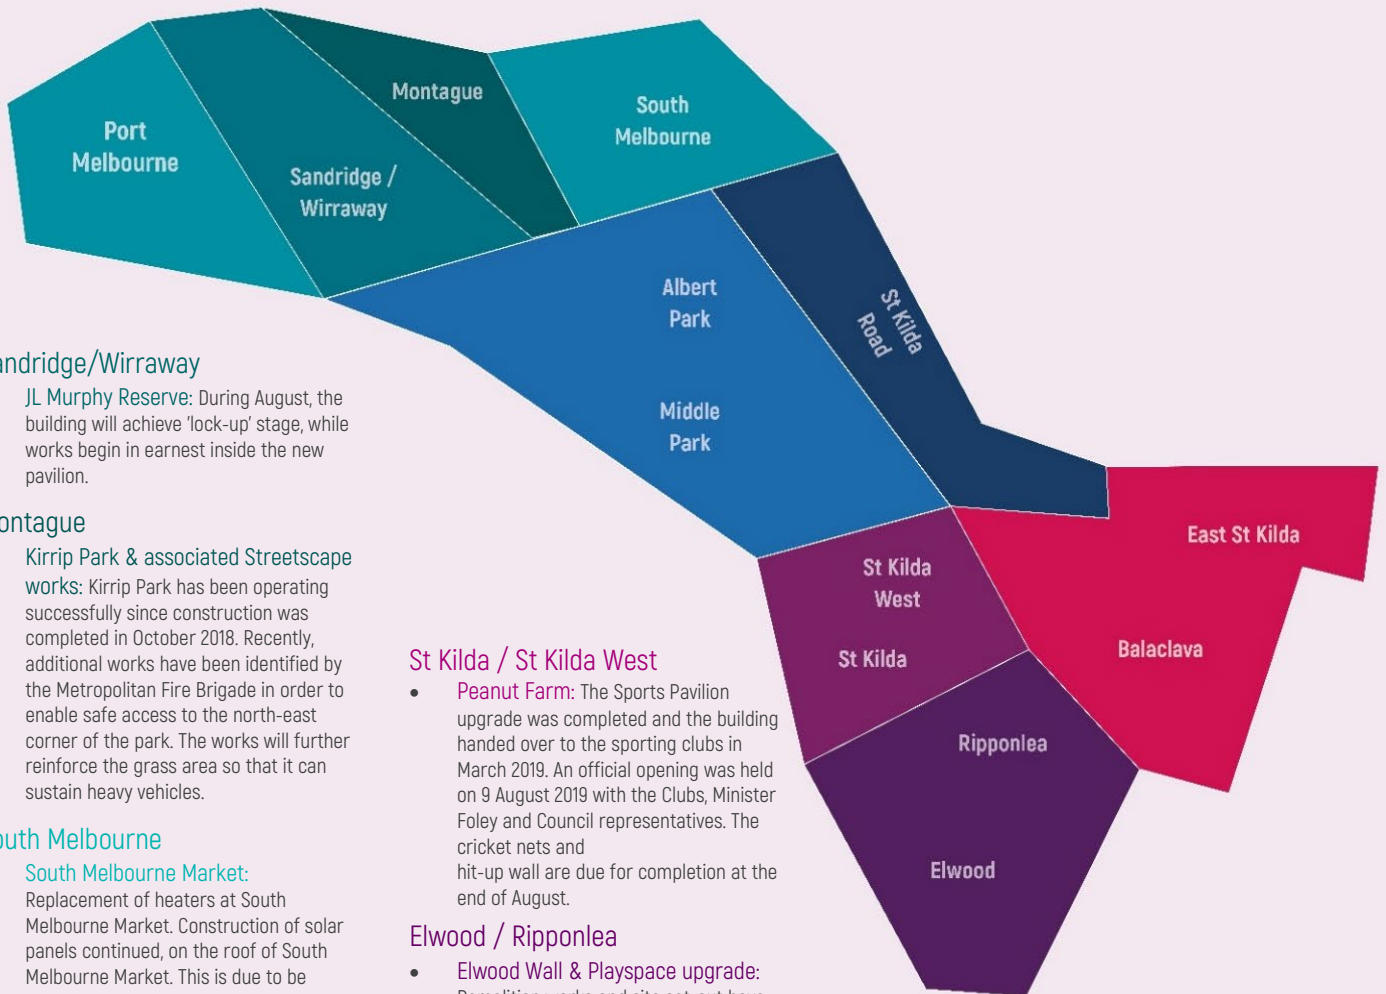 Port
Melbourne
Sandridge /
Wirraway
Montague
South
Melbourne
Albert
Park
Middle
Park
St Kilda
Road
East St Kilda
Balaclava
St Kilda
West
St Kilda
Ripponlea
Elwood
andridge/Wirraway
JL Murphy Reserve: During August, the
building will achieve 'lock-up' stage, while
works begin in earnest inside the new
pavilion.
ontague
Kirrip Park & associated Streetscape
works: Kirrip Park has been operating
successfully since construction was
completed in October 2018. Recently,
additional works have been identified by
the Metropolitan Fire Brigade in order to
enable safe access to the north-east
corner of the park. The works will further
reinforce the grass area so that it can
sustain heavy vehicles.
outh Melbourne
South Melbourne Market:
Replacement of heaters at South
Melbourne Market. Construction of solar
panels continued, on the roof of South
Melbourne Market. This is due to be
St Kilda / St Kilda West
• Peanut Farm: The Sports Pavilion
upgrade was completed and the building
handed over to the sporting clubs in
March 2019. An official opening was held
on 9 August 2019 with the Clubs, Minister
Foley and Council representatives. The
cricket nets and
hit-up wall are due for completion at the
end of August.
Elwood / Ripponlea
• Elwood Wall & Playspace upgrade: